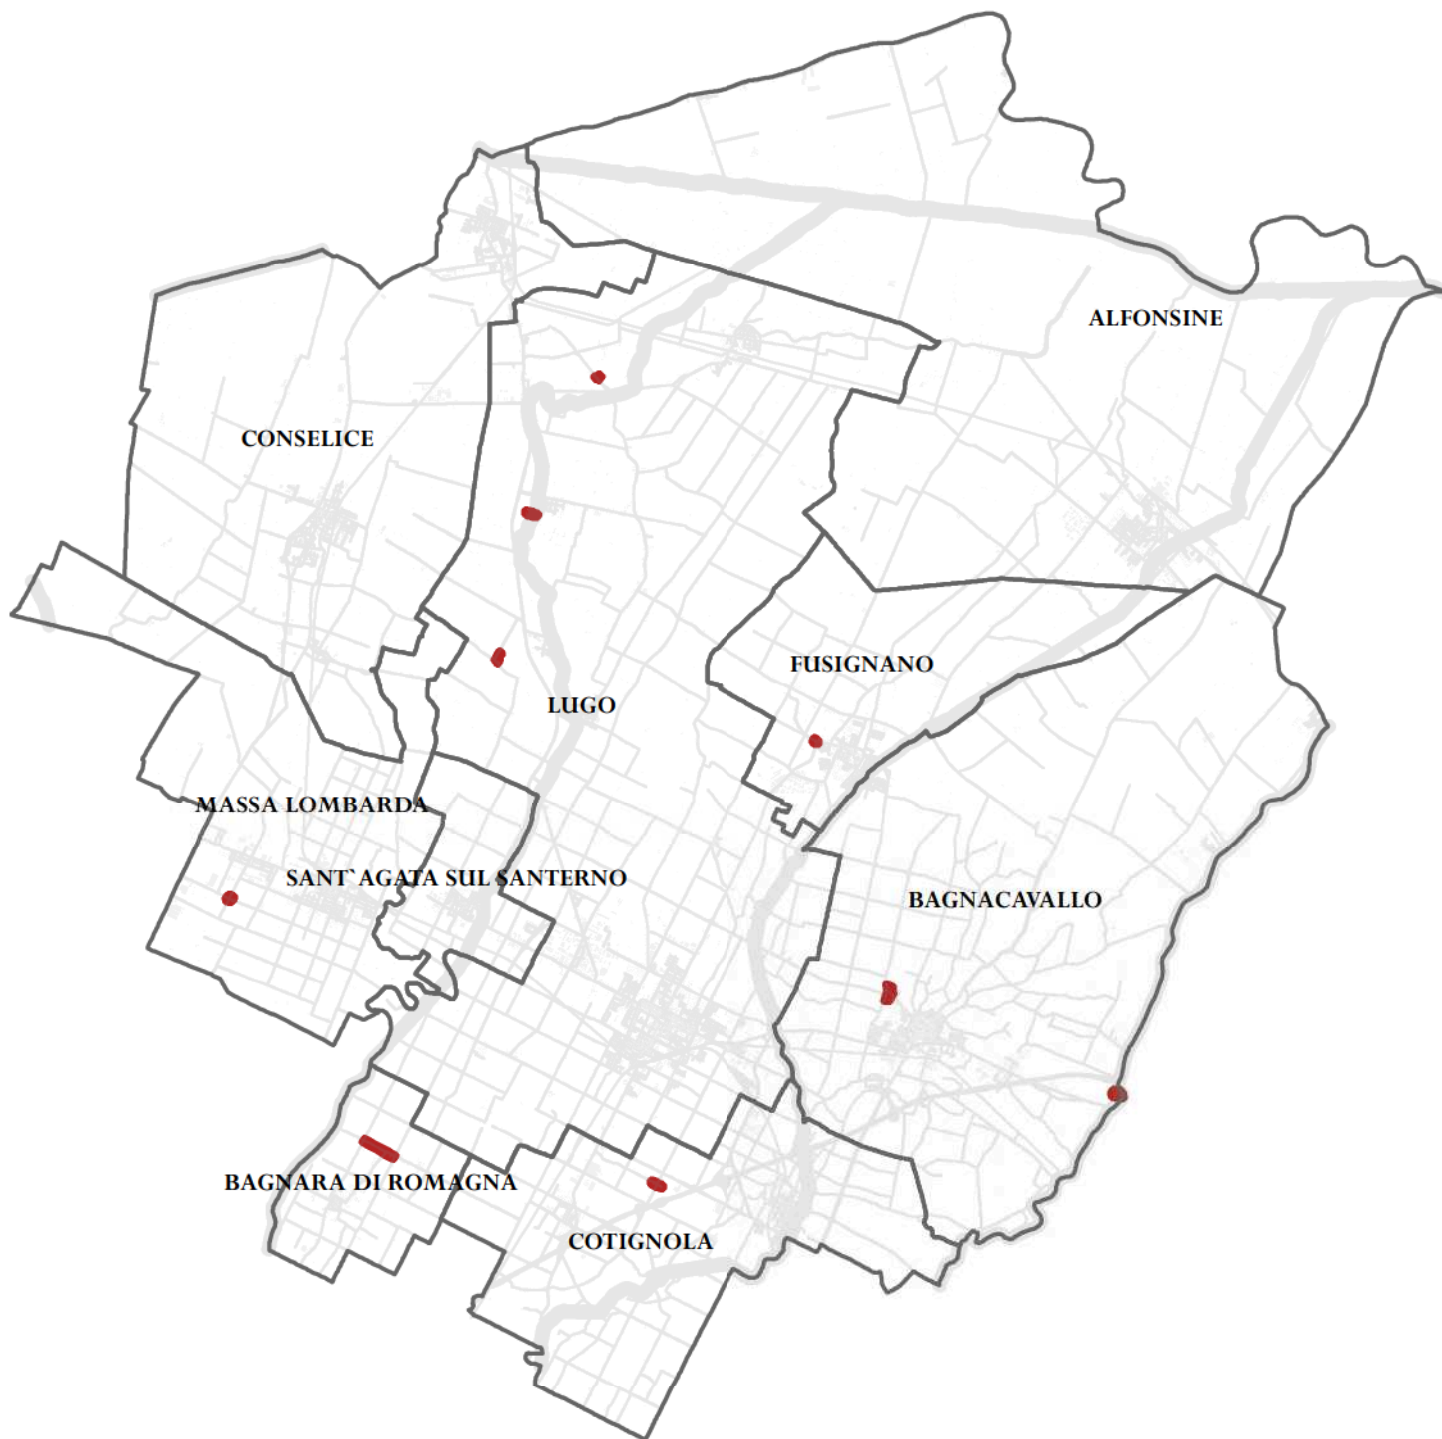 ALFONSINE
CONSELICE
FUSIGNANO
LUGO
MASSA LOMBARDA
SANT`AGATA SUL SANTERNO
BAGNACAVALLO
BAGNARA DI ROMAGNA
COTIGNOLA